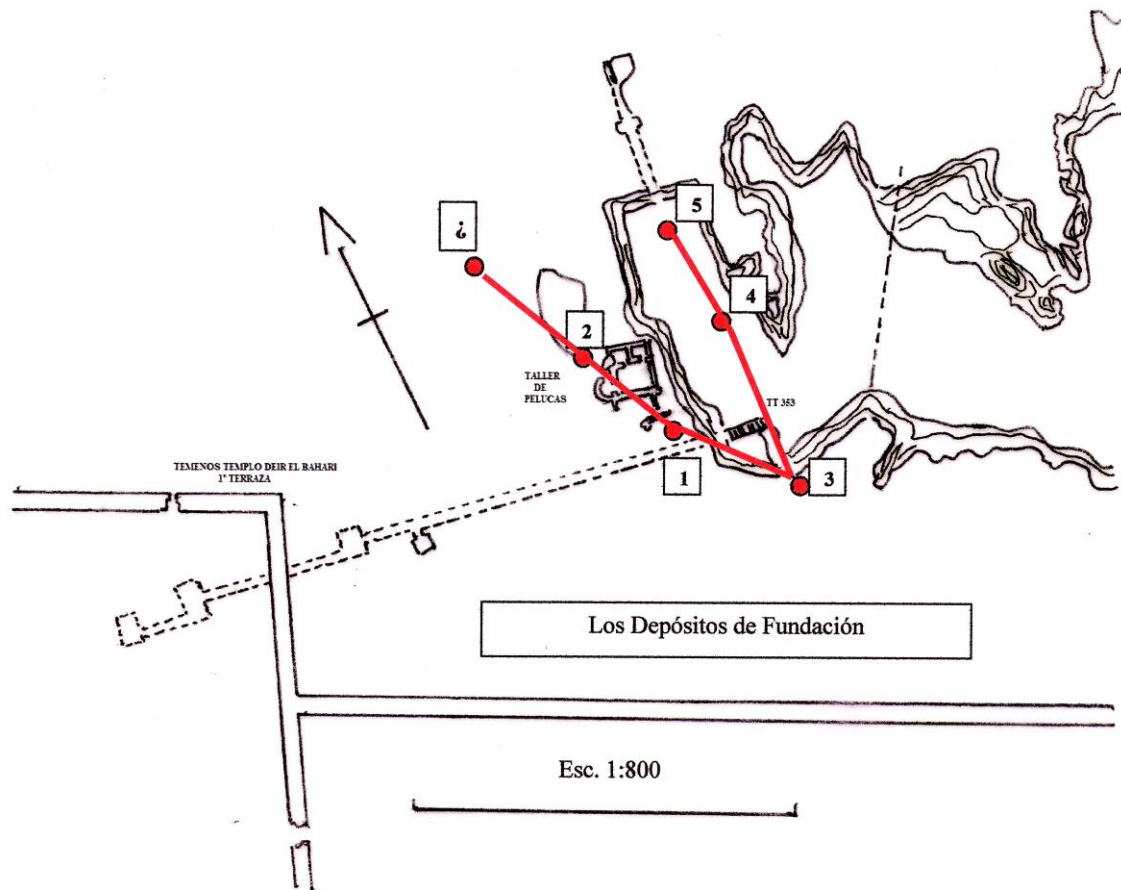 5
¿
4
2
TALLER
DE
PELUCAS
TT 353
1
3
TEMENOS TEMPLO DEIR EL BAHARI
1ª TERRAZA
Los Depósitos de Fundación
Esc. 1:800